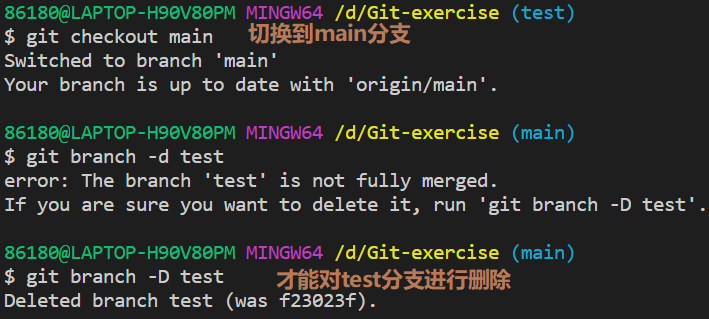 86180@LAPTOP-H90V80PM MINGW64 /d/Git-exercise (test)
$ git checkout main 切换到main分支
Switched to branch 'main'
Your branch is up to date with 'origin/main'.
86180@LAPTOP-H90V80PM MINGW64 /d/Git-exercise (main)
$ git branch -d test
error: The branch 'test' is not fully merged.
If you are sure you want to delete it, run 'git branch -D test'.
86180@LAPTOP-H90V80PM MINGW64 /d/Git-exercise (main)
$ git branch -D test 才能对test分支进行删除
Deleted branch test (was f23023f).